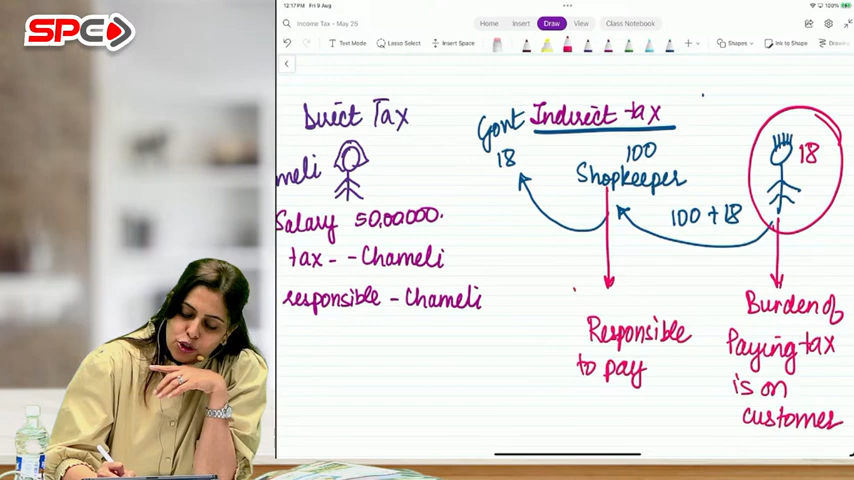 SPC
12:17 PM Fri 9 Aug
100%
Income Tax - May 25
Home Insert Draw View Class Notebook
Text Mode Lasso Select Insert Space
Shapes Ink to Shape Drawing
Direct Tax
meli
Salary 50,00000.
tax - - Chameli
responsible - Chameli
Govt Indirect tax
18
100
Shopkeeper
18
100 + 18
Responsible
to pay
Burden of
Paying tax
is on
customer